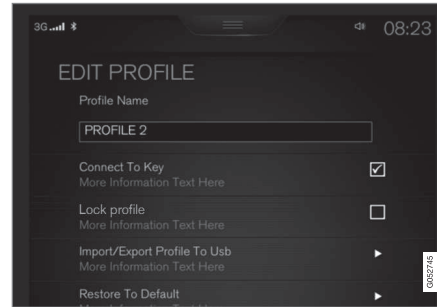 3G 08:23
EDIT PROFILE
Profile Name
PROFILE 2
Connect To Key
More Information Text Here
Lock profile
More Information Text Here
Import/Export Profile To Usb
More Information Text Here
Restore To Default
G052745